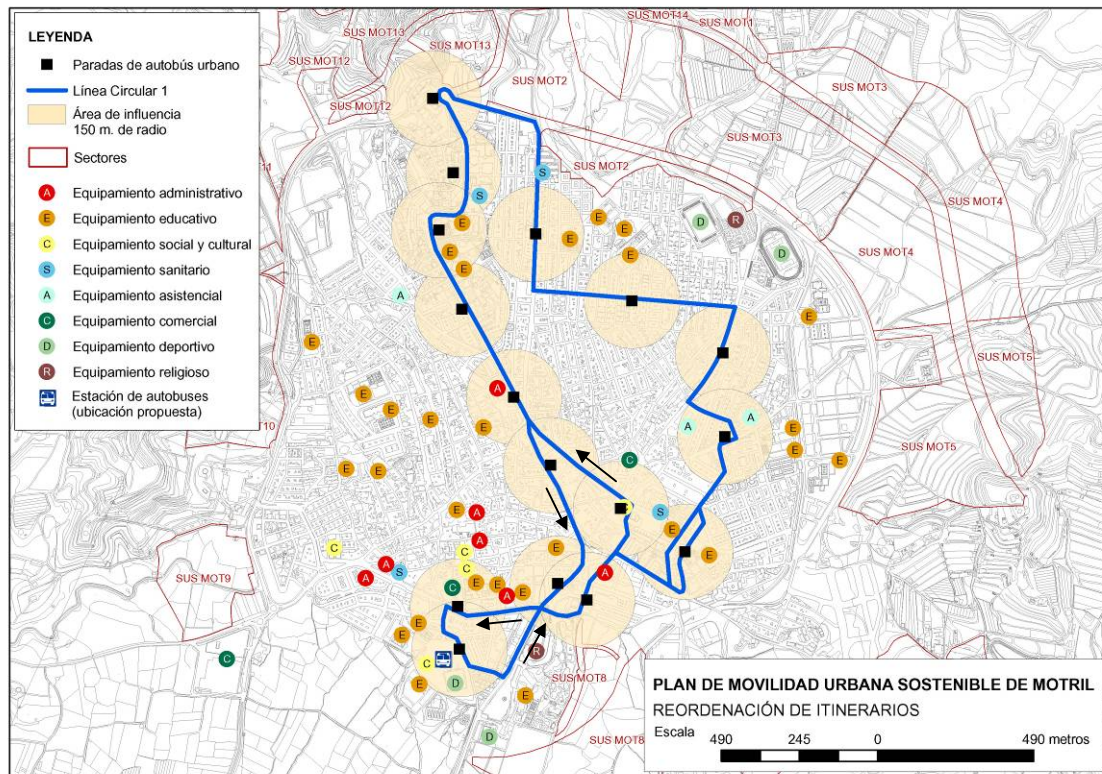 LEYENDA
Paradas de autobús urbano
Línea Circular 1
Área de influencia
150 m. de radio
Sectores
A Equipamiento administrativo
E Equipamiento educativo
C Equipamiento social y cultural
S Equipamiento sanitario
A Equipamiento asistencial
C Equipamiento comercial
D Equipamiento deportivo
R Equipamiento religioso
Estación de autobuses
(ubicación propuesta)
SUS MOT13
SUS MOT13
SUS MOT14
SUS MOT1
SUS MOT12
SUS MOT2
SUS MOT3
SUS MOT12
SUS MOT3
SUS MOT2
SUS MOT4
SUS MOT4
SUS MOT5
SUS MOT5
SUS MOT9
SUS MOT8
SUS MOT8
PLAN DE MOVILIDAD URBANA SOSTENIBLE DE MOTRIL
REORDENACIÓN DE ITINERARIOS
Escala
490 245 0 490 metros